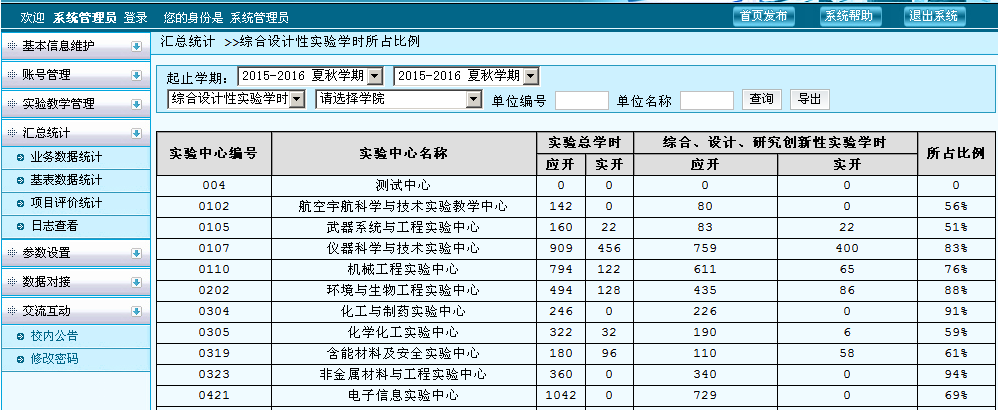 欢迎 系统管理员 登录 您的身份是 系统管理员 首页发布 系统帮助 退出系统
基本信息维护
账号管理
实验教学管理
汇总统计
业务数据统计
基表数据统计
项目评价统计
日志查看
参数设置
数据对接
交流互动
校内公告
修改密码
汇总统计 >>综合设计性实验学时所占比例
起止学期: 2015-2016 夏秋学期 2015-2016 夏秋学期
综合设计性实验学时 请选择学院 单位编号 单位名称 查询 导出
实验中心编号 实验中心名称 实验总学时 综合、设计、研究创新性实验学时 所占比例
应开 实开 应开 实开
004 测试中心 0 0 0 0 0
0102 航空宇航科学与技术实验教学中心 142 0 80 0 56%
0105 武器系统与工程实验中心 160 22 83 22 51%
0107 仪器科学与技术实验中心 909 456 759 400 83%
0110 机械工程实验中心 794 122 611 65 76%
0202 环境与生物工程实验中心 494 128 435 86 88%
0304 化工与制药实验中心 246 0 226 0 91%
0305 化学化工实验中心 322 32 190 6 59%
0319 含能材料及安全实验中心 180 96 110 58 61%
0323 非金属材料与工程实验中心 360 0 340 0 94%
0421 电子信息实验中心 1042 0 729 0 69%